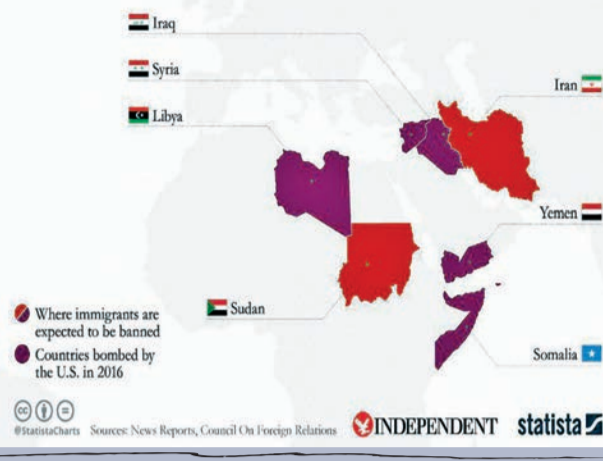 Iraq
Syria
Iran
Libya
Yemen
Sudan
Where immigrants are
expected to be banned
Countries bombed by
the U.S. in 2016
Somalia
@StatistaCharts Sources: News Reports, Council On Foreign Relations
INDEPENDENT
statista